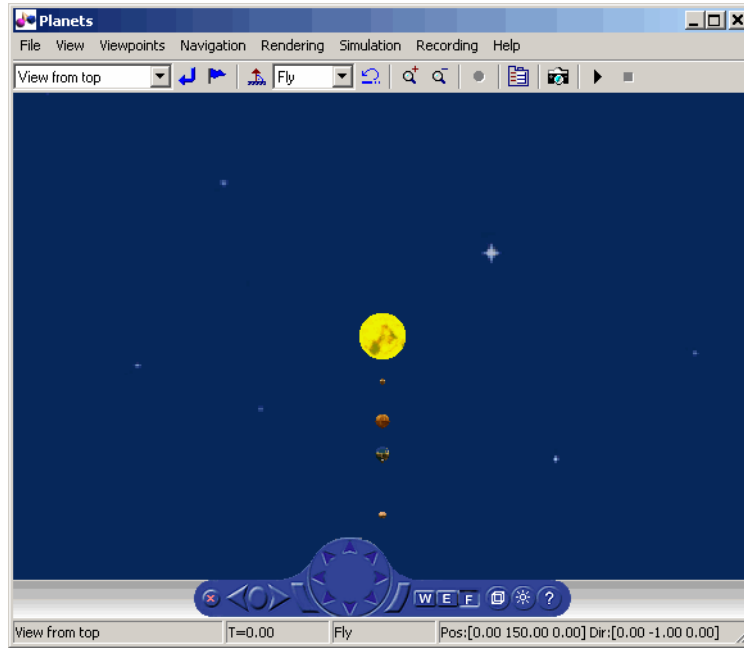 Planets
File View Viewpoints Navigation Rendering Simulation Recording Help
View from top Fly
W E F ?
View from top T=0.00 Fly Pos:[0.00 150.00 0.00] Dir:[0.00 -1.00 0.00]